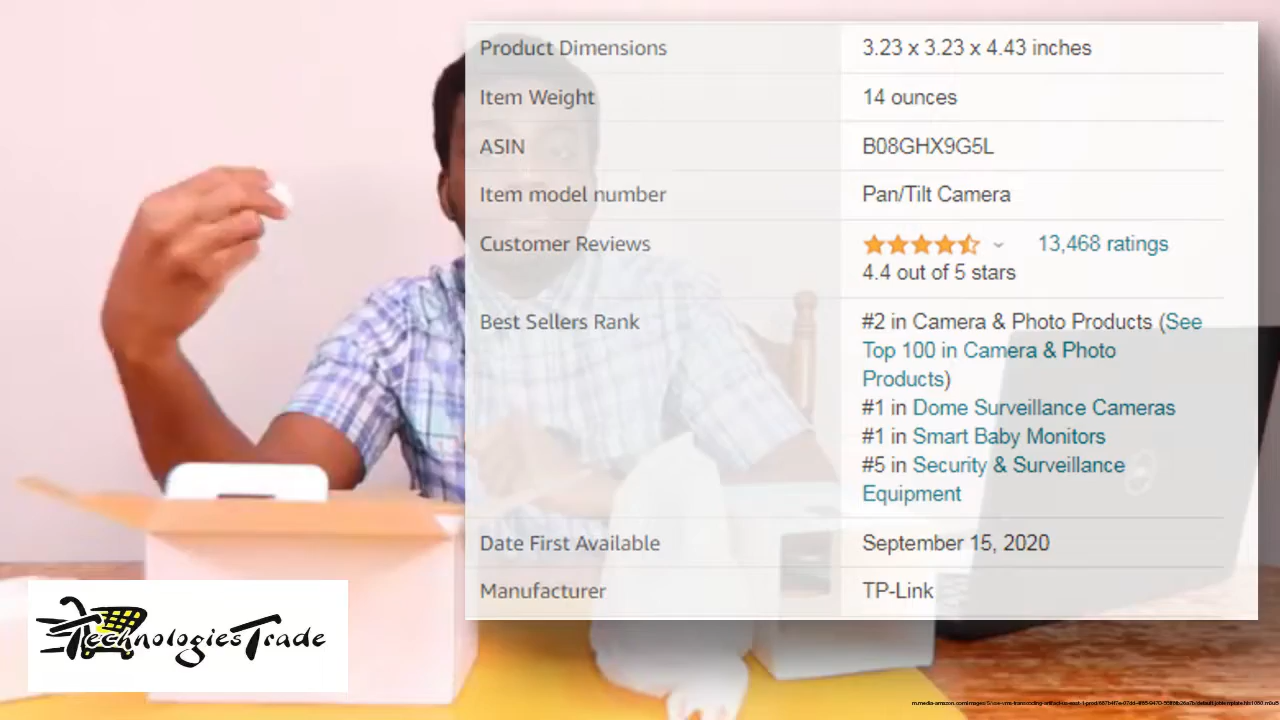 Product Dimensions 3.23 x 3.23 x 4.43 inches
Item Weight 14 ounces
ASIN B08GHX9G5L
Item model number Pan/Tilt Camera
Customer Reviews 13,468 ratings
4.4 out of 5 stars
Best Sellers Rank #2 in Camera & Photo Products (See
Top 100 in Camera & Photo
Products)
#1 in Dome Surveillance Cameras
#1 in Smart Baby Monitors
#5 in Security & Surveillance
Equipment
Date First Available September 15, 2020
Manufacturer TP-Link
TechnologiesTrade